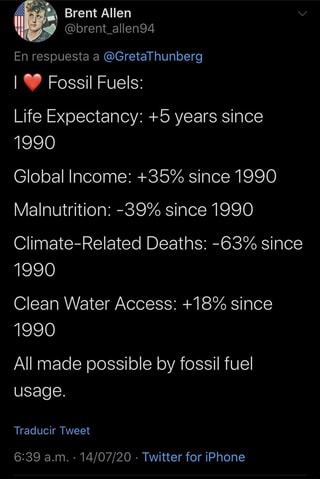 Brent Allen
@brent_allen94
En respuesta a @GretaThunberg
I ❤️ Fossil Fuels:
Life Expectancy: +5 years since
1990
Global Income: +35% since 1990
Malnutrition: -39% since 1990
Climate-Related Deaths: -63% since
1990
Clean Water Access: +18% since
1990
All made possible by fossil fuel
usage.
Traducir Tweet
6:39 a.m. · 14/07/20 · Twitter for iPhone